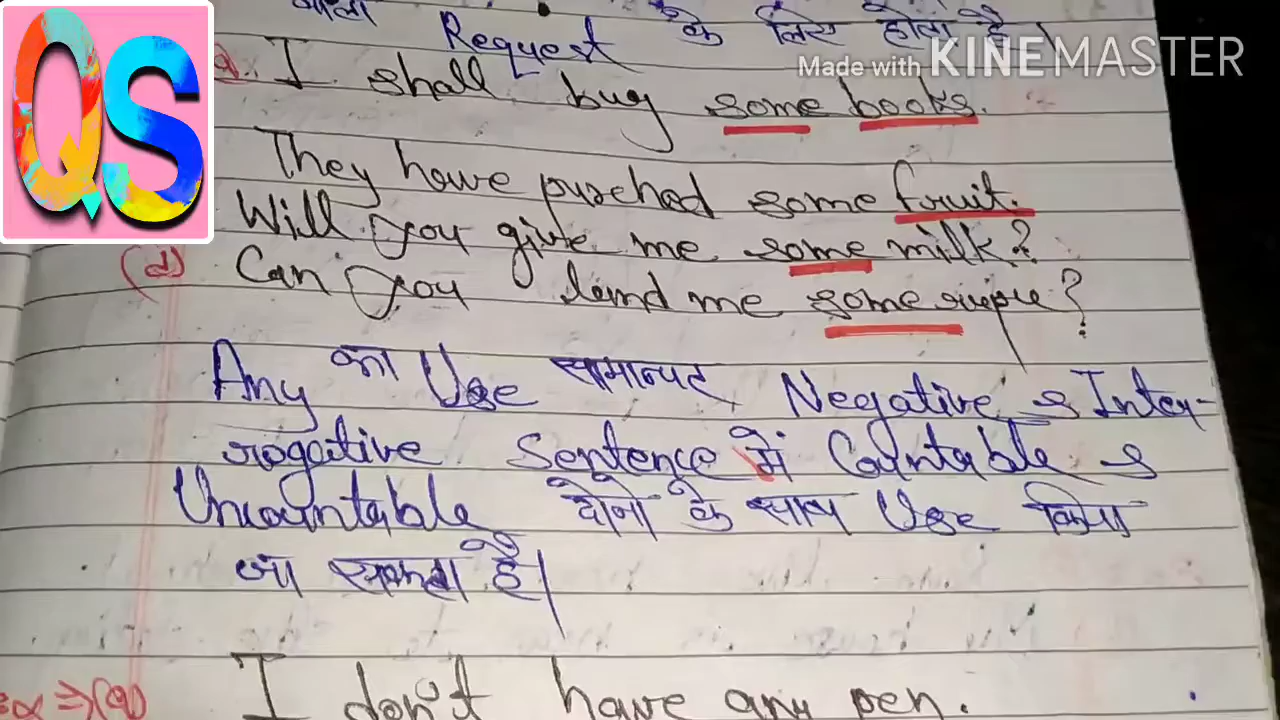 वाला Request के लिए होता है।
Made with KINEMASTER
QS
I shall buy some books.
They have purched some fruit.
Will you give me some milk?
(d) Can you lend me some rupee?
Any का Use सामान्यतः Negative & Inter-
rogative Sentence में Countable &
Uncountable दोनो के साथ Use किया
जा सकता है।
(a) I don't have any pen.